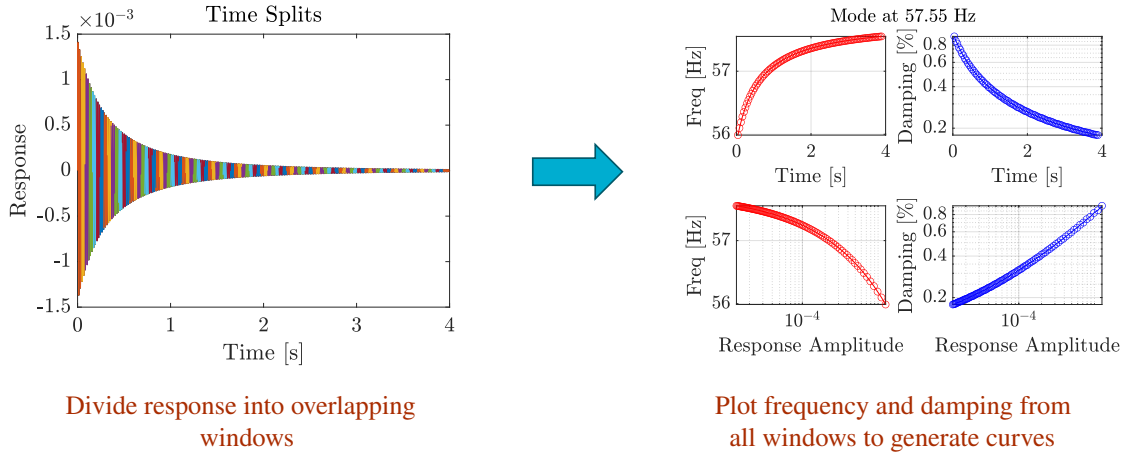 Time Splits
×10⁻³
1.5
1
0.5
0
-0.5
-1
-1.5
Response
0 1 2 3 4
Time [s]
Divide response into overlapping
windows
Mode at 57.55 Hz
57
56
Freq [Hz]
0 2 4
Time [s]
0.8
0.6
0.4
0.2
Damping [%]
0 2 4
Time [s]
57
56
Freq [Hz]
10⁻⁴
Response Amplitude
0.8
0.6
0.4
0.2
Damping [%]
10⁻⁴
Response Amplitude
Plot frequency and damping from
all windows to generate curves